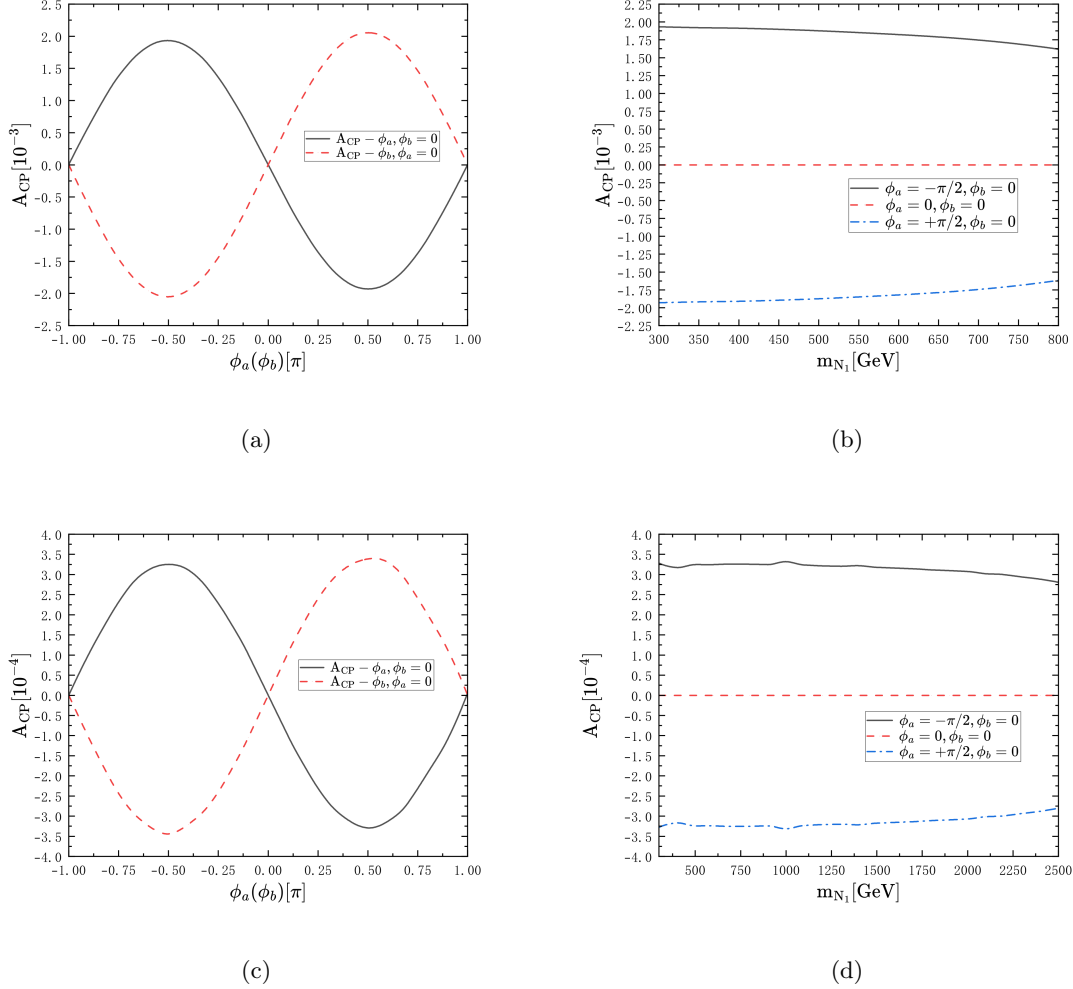 2.5
2.0
1.5
1.0
0.5
0.0
-0.5
-1.0
-1.5
-2.0
-2.5
A_CP[10^−3]
A_CP − ϕ_a, ϕ_b = 0
A_CP − ϕ_b, ϕ_a = 0
-1.00 -0.75 -0.50 -0.25 0.00 0.25 0.50 0.75 1.00
ϕ_a(ϕ_b)[π]
(a)
2.25
2.00
1.75
1.50
1.25
1.00
0.75
0.50
0.25
0.00
-0.25
-0.50
-0.75
-1.00
-1.25
-1.50
-1.75
-2.00
-2.25
A_CP[10^−3]
ϕ_a = −π/2, ϕ_b = 0
ϕ_a = 0, ϕ_b = 0
ϕ_a = +π/2, ϕ_b = 0
300 350 400 450 500 550 600 650 700 750 800
m_N₁[GeV]
(b)
4.0
3.5
3.0
2.5
2.0
1.5
1.0
0.5
0.0
-0.5
-1.0
-1.5
-2.0
-2.5
-3.0
-3.5
-4.0
A_CP[10^−4]
A_CP − ϕ_a, ϕ_b = 0
A_CP − ϕ_b, ϕ_a = 0
-1.00 -0.75 -0.50 -0.25 0.00 0.25 0.50 0.75 1.00
ϕ_a(ϕ_b)[π]
(c)
4.0
3.5
3.0
2.5
2.0
1.5
1.0
0.5
0.0
-0.5
-1.0
-1.5
-2.0
-2.5
-3.0
-3.5
-4.0
A_CP[10^−4]
ϕ_a = −π/2, ϕ_b = 0
ϕ_a = 0, ϕ_b = 0
ϕ_a = +π/2, ϕ_b = 0
500 750 1000 1250 1500 1750 2000 2250 2500
m_N₁[GeV]
(d)